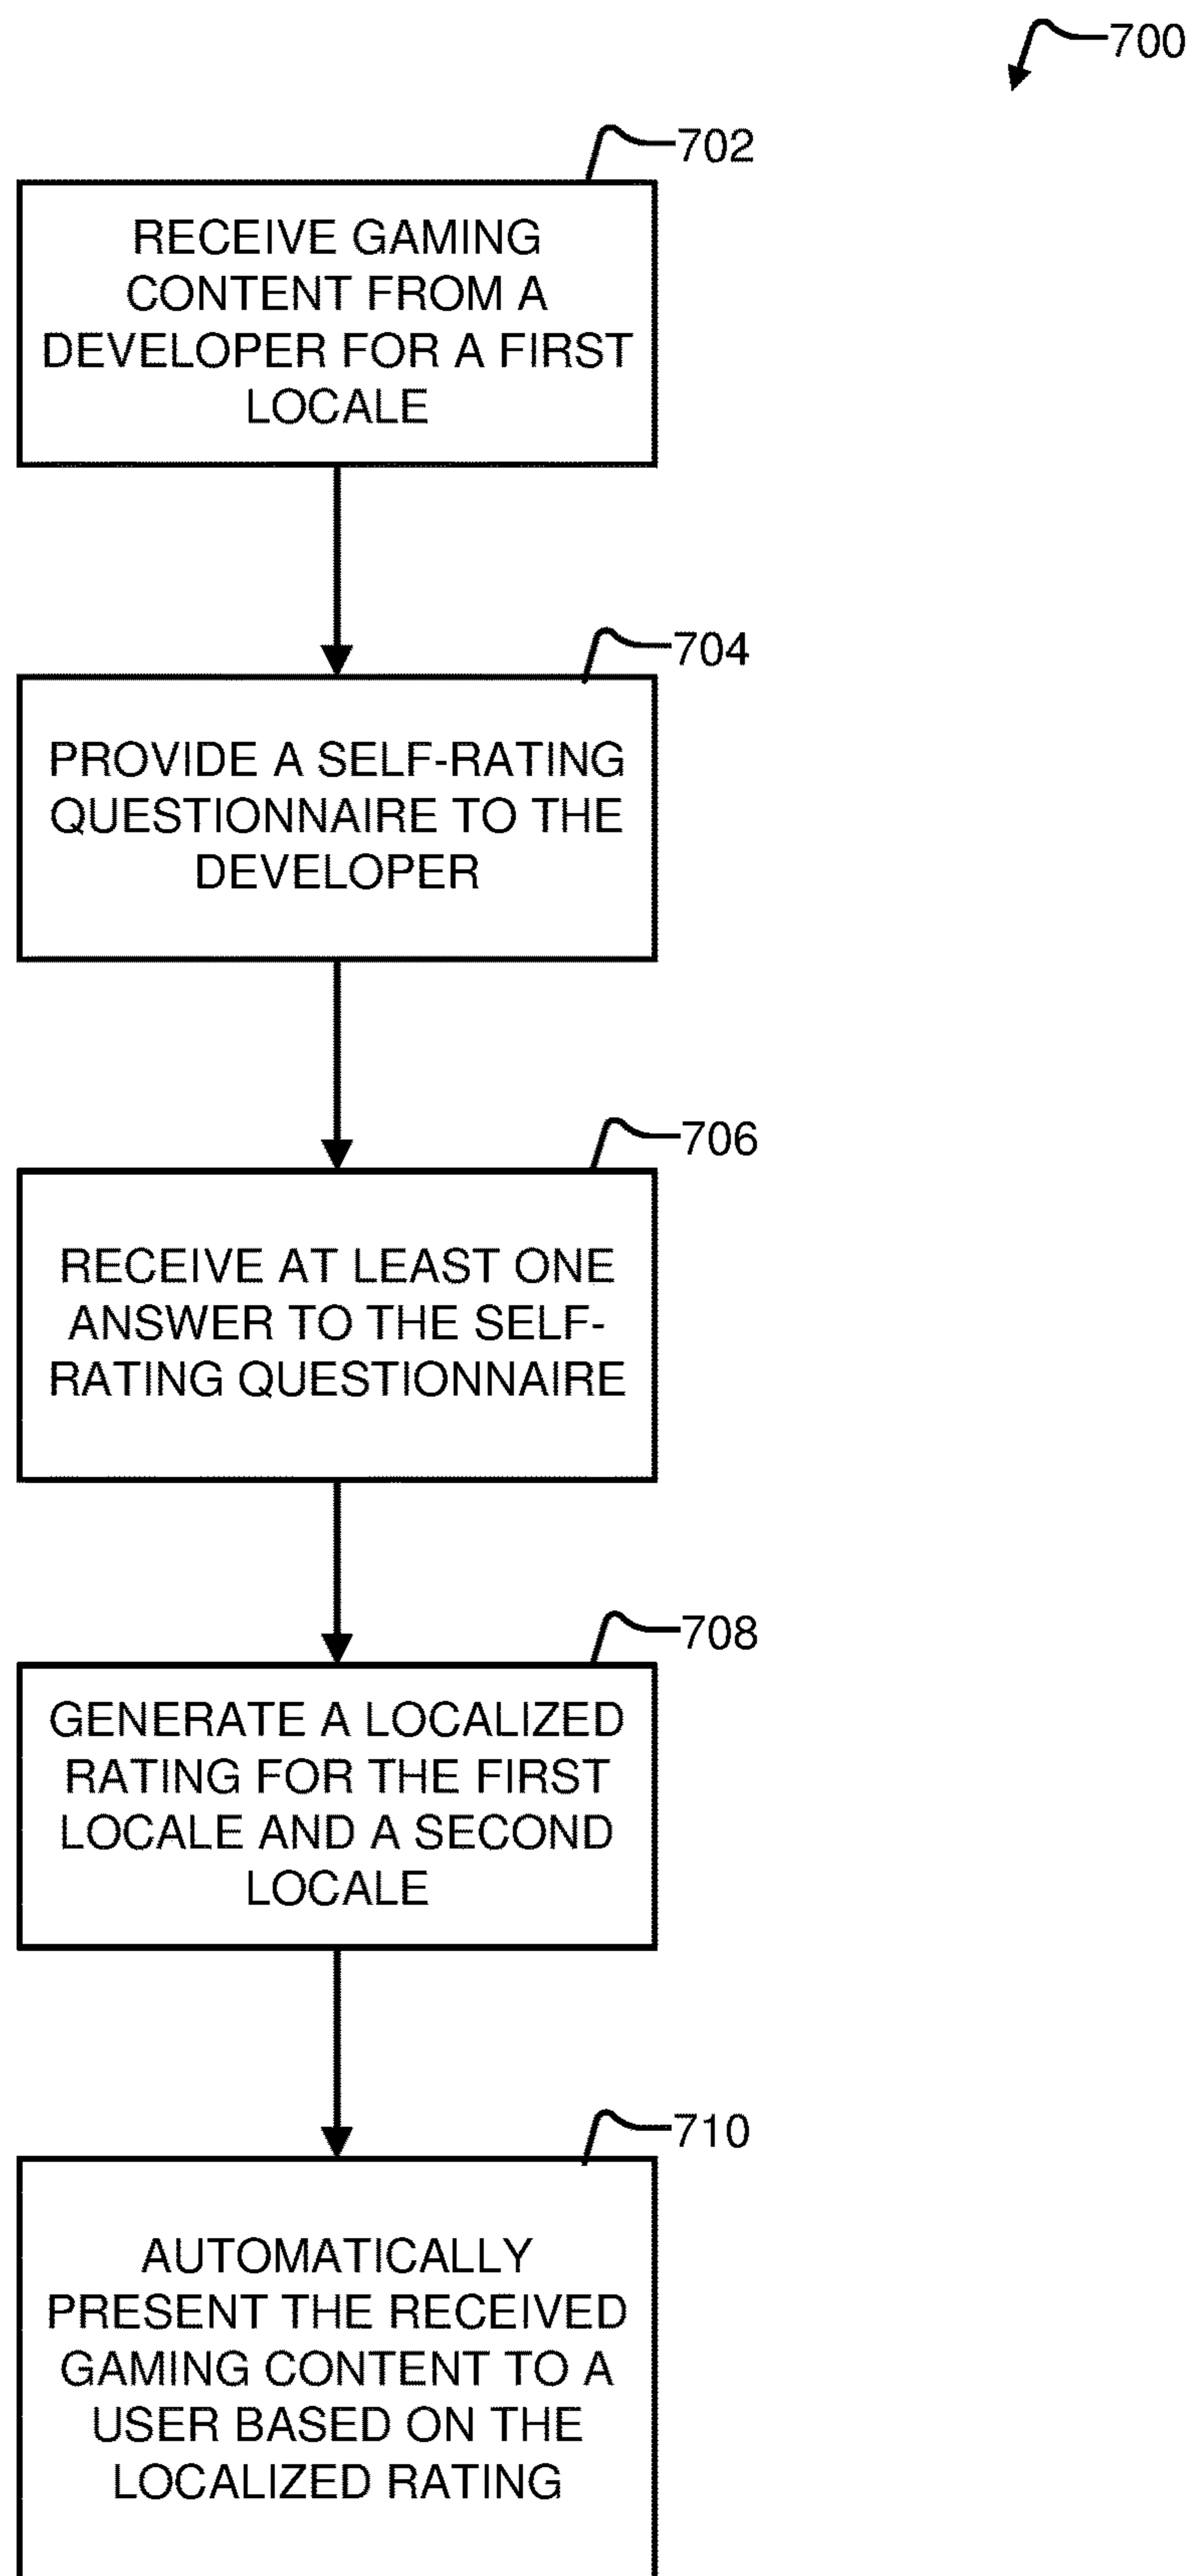 700
702
RECEIVE GAMING
CONTENT FROM A
DEVELOPER FOR A FIRST
LOCALE
704
PROVIDE A SELF-RATING
QUESTIONNAIRE TO THE
DEVELOPER
706
RECEIVE AT LEAST ONE
ANSWER TO THE SELF-
RATING QUESTIONNAIRE
708
GENERATE A LOCALIZED
RATING FOR THE FIRST
LOCALE AND A SECOND
LOCALE
710
AUTOMATICALLY
PRESENT THE RECEIVED
GAMING CONTENT TO A
USER BASED ON THE
LOCALIZED RATING